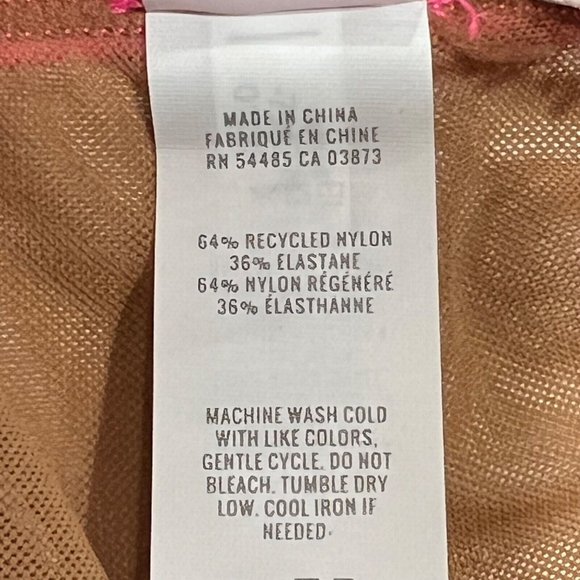 MADE IN CHINA
FABRIQUÉ EN CHINE
RN 54485 CA 03873
64% RECYCLED NYLON
36% ELASTANE
64% NYLON RÉGÉNÉRÉ
36% ÉLASTHANNE
MACHINE WASH COLD
WITH LIKE COLORS,
GENTLE CYCLE. DO NOT
BLEACH. TUMBLE DRY
LOW. COOL IRON IF
NEEDED.